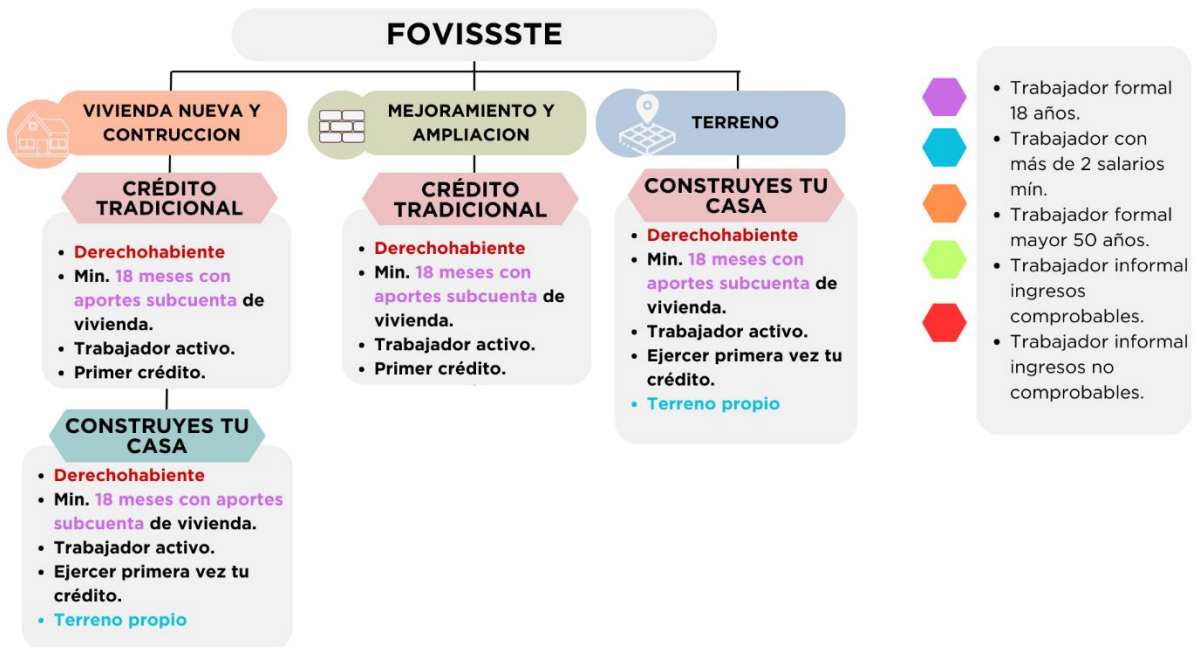 FOVISSSTE
VIVIENDA NUEVA Y
CONTRUCCION
CRÉDITO
TRADICIONAL
• Derechohabiente
• Min. 18 meses con
aportes subcuenta de
vivienda.
• Trabajador activo.
• Primer crédito.
CONSTRUYES TU
CASA
• Derechohabiente
• Min. 18 meses con aportes
subcuenta de vivienda.
• Trabajador activo.
• Ejercer primera vez tu
crédito.
• Terreno propio
MEJORAMIENTO Y
AMPLIACION
CRÉDITO
TRADICIONAL
• Derechohabiente
• Min. 18 meses con
aportes subcuenta de
vivienda.
• Trabajador activo.
• Primer crédito.
TERRENO
CONSTRUYES TU
CASA
• Derechohabiente
• Min. 18 meses con
aportes subcuenta de
vivienda.
• Trabajador activo.
• Ejercer primera vez tu
crédito.
• Terreno propio
• Trabajador formal
18 años.
• Trabajador con
más de 2 salarios
mín.
• Trabajador formal
mayor 50 años.
• Trabajador informal
ingresos
comprobables.
• Trabajador informal
ingresos no
comprobables.